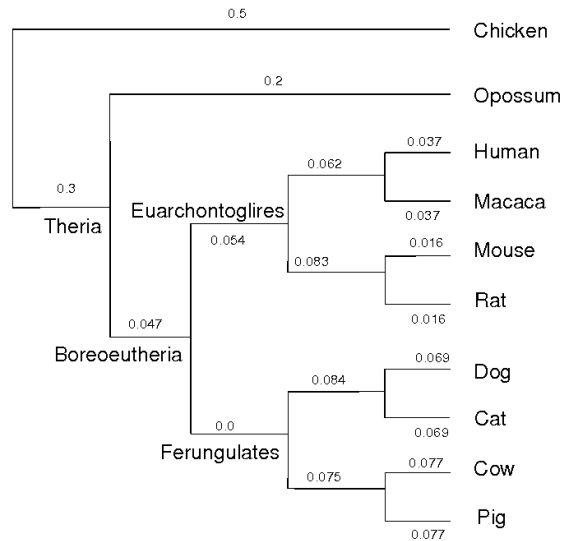 0.5
Chicken
0.2
Opossum
0.037
Human
0.062
0.3
Theria
Euarchontoglires
0.054
Macaca
0.037
0.016
Mouse
0.083
Rat
0.016
0.047
Boreoeutheria
0.069
Dog
0.084
Cat
0.069
0.0
Ferungulates
0.077
Cow
0.075
Pig
0.077